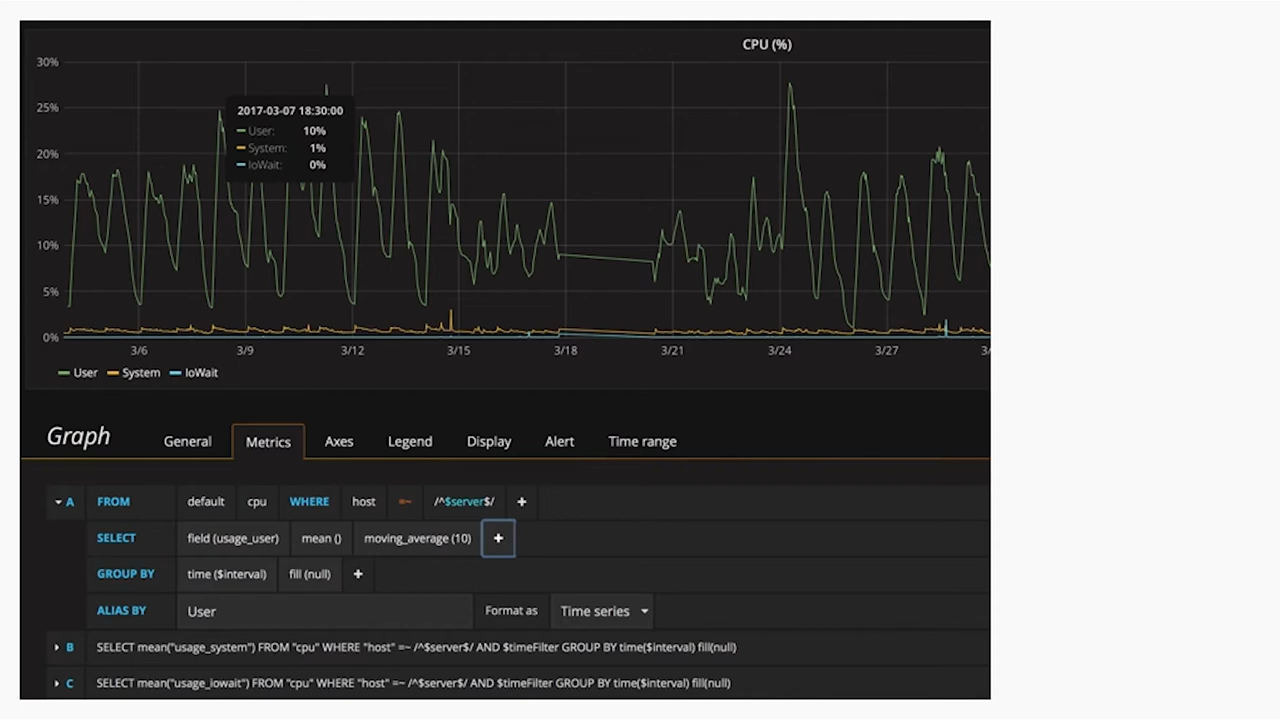 CPU (%)
30%
25%
20%
15%
10%
5%
0%
2017-03-07 18:30:00
User: 10%
System: 1%
IoWait: 0%
3/6 3/9 3/12 3/15 3/18 3/21 3/24 3/27
User System IoWait
Graph General Metrics Axes Legend Display Alert Time range
A FROM default cpu WHERE host =~ /^$server$/ +
SELECT field (usage_user) mean () moving_average (10) +
GROUP BY time ($interval) fill (null) +
ALIAS BY User Format as Time series
B SELECT mean("usage_system") FROM "cpu" WHERE "host" =~ /^$server$/ AND $timeFilter GROUP BY time($interval) fill(null)
C SELECT mean("usage_iowait") FROM "cpu" WHERE "host" =~ /^$server$/ AND $timeFilter GROUP BY time($interval) fill(null)